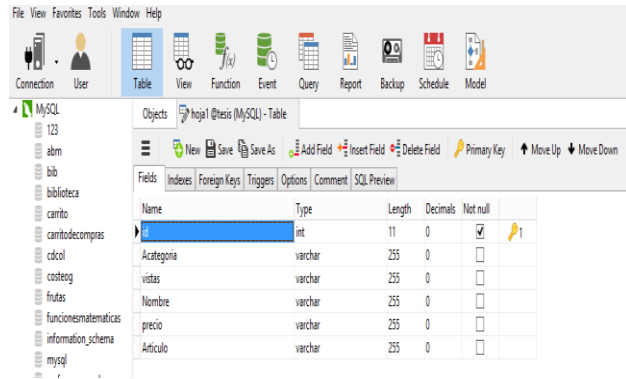 File View Favorites Tools Window Help
Connection User Table View Function Event Query Report Backup Schedule Model
MySQL
123
abm
bib
biblioteca
carrito
carritodecompras
cdcol
costeog
frutas
funcionesmatematicas
information_schema
mysql
Objects hoja1 @tesis (MySQL) - Table
New Save Save As Add Field Insert Field Delete Field Primary Key Move Up Move Down
Fields Indexes Foreign Keys Triggers Options Comment SQL Preview
Name Type Length Decimals Not null
id int 11 0 1
Acategoria varchar 255 0
vistas varchar 255 0
Nombre varchar 255 0
precio varchar 255 0
Articulo varchar 255 0